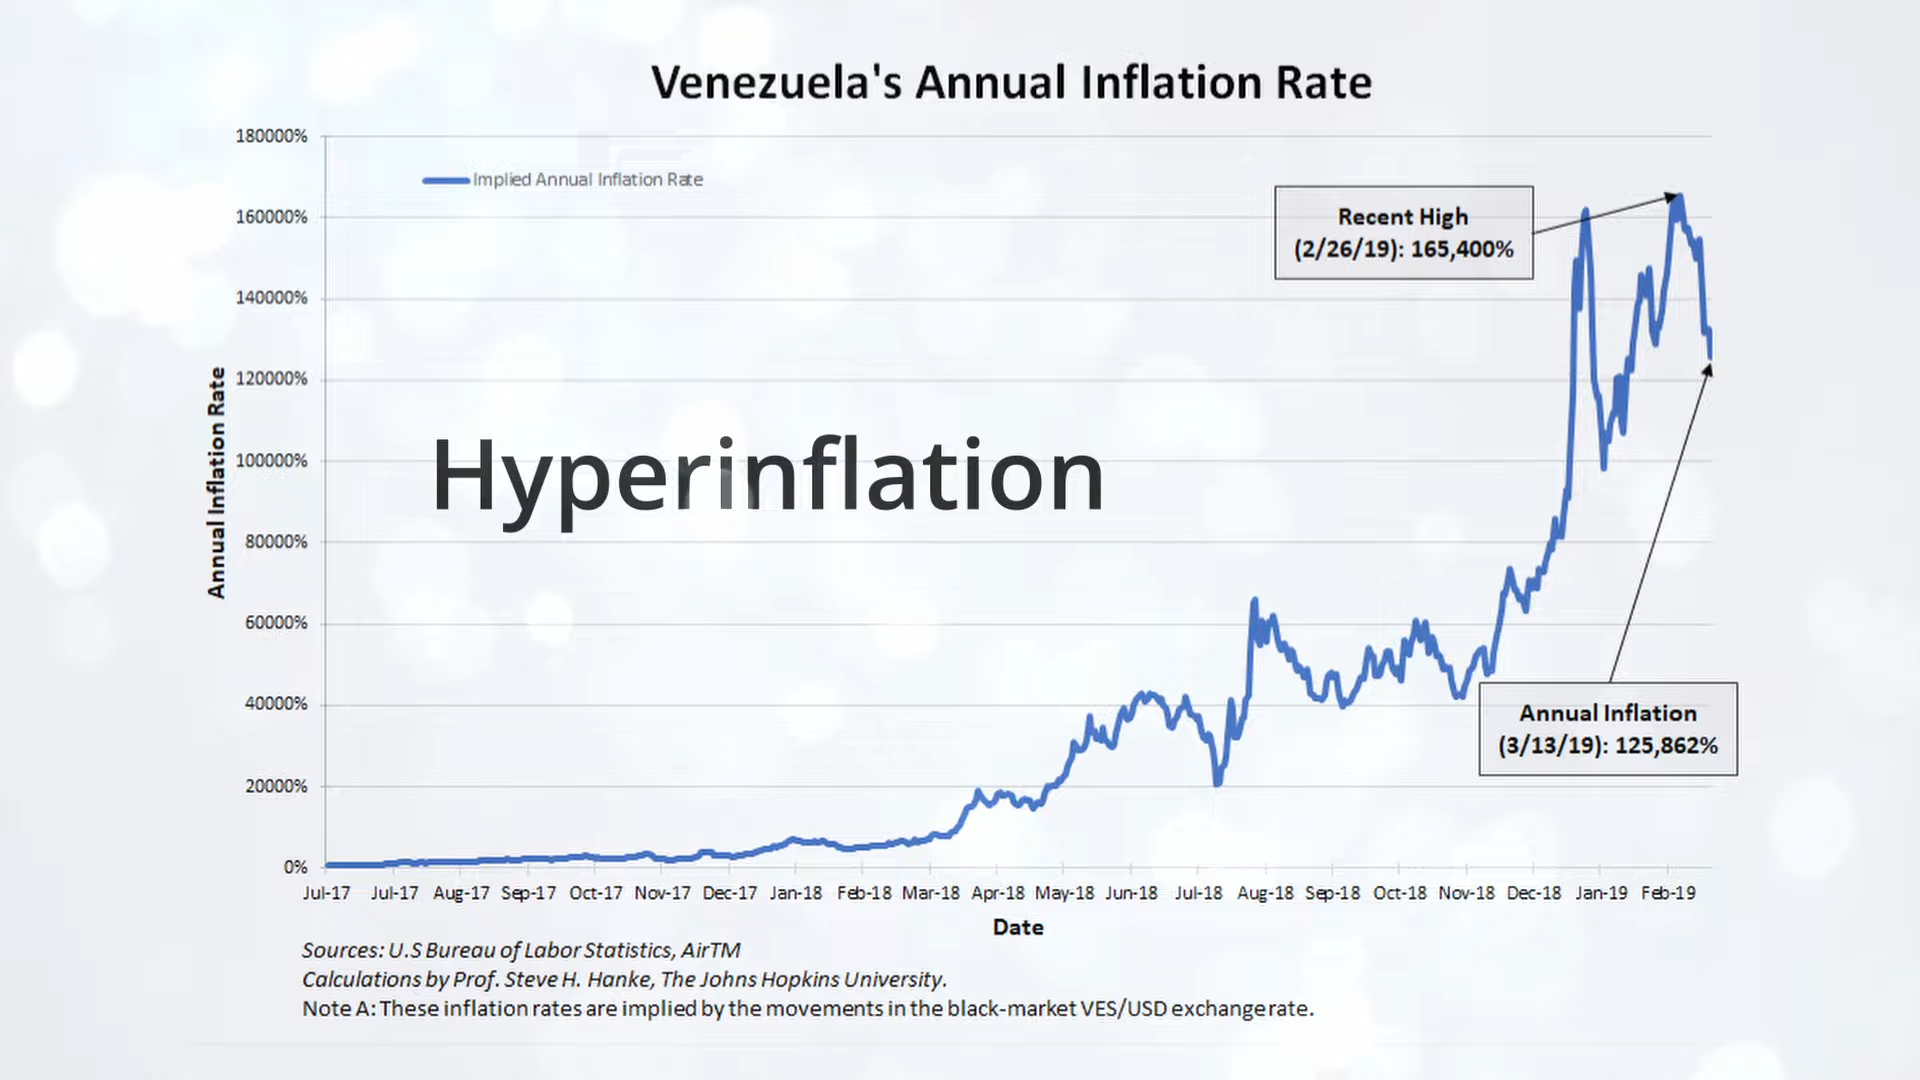 Venezuela's Annual Inflation Rate
180000%
160000%
140000%
120000%
100000%
80000%
60000%
40000%
20000%
0%
Annual Inflation Rate
Implied Annual Inflation Rate
Recent High
(2/26/19): 165,400%
Hyperinflation
Annual Inflation
(3/13/19): 125,862%
Jul-17 Jul-17 Aug-17 Sep-17 Oct-17 Nov-17 Dec-17 Jan-18 Feb-18 Mar-18 Apr-18 May-18 Jun-18 Jul-18 Aug-18 Sep-18 Oct-18 Nov-18 Dec-18 Jan-19 Feb-19
Date
Sources: U.S Bureau of Labor Statistics, AirTM
Calculations by Prof. Steve H. Hanke, The Johns Hopkins University.
Note A: These inflation rates are implied by the movements in the black-market VES/USD exchange rate.